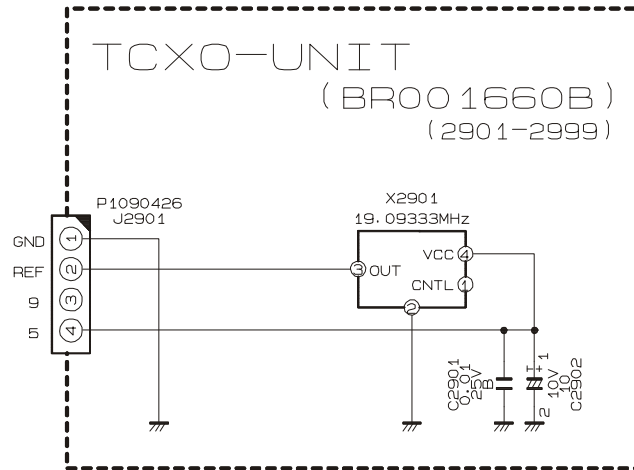 TCXO-UNIT
(BR001660B)
(2901-2999)
P1090426
J2901
X2901
19.09333MHz
GND 1
REF 2
9 3
5 4
3 OUT
VCC 4
CNTL 1
2
C2901
0.01
25V
B
+ 1
10V
10
C2902
2